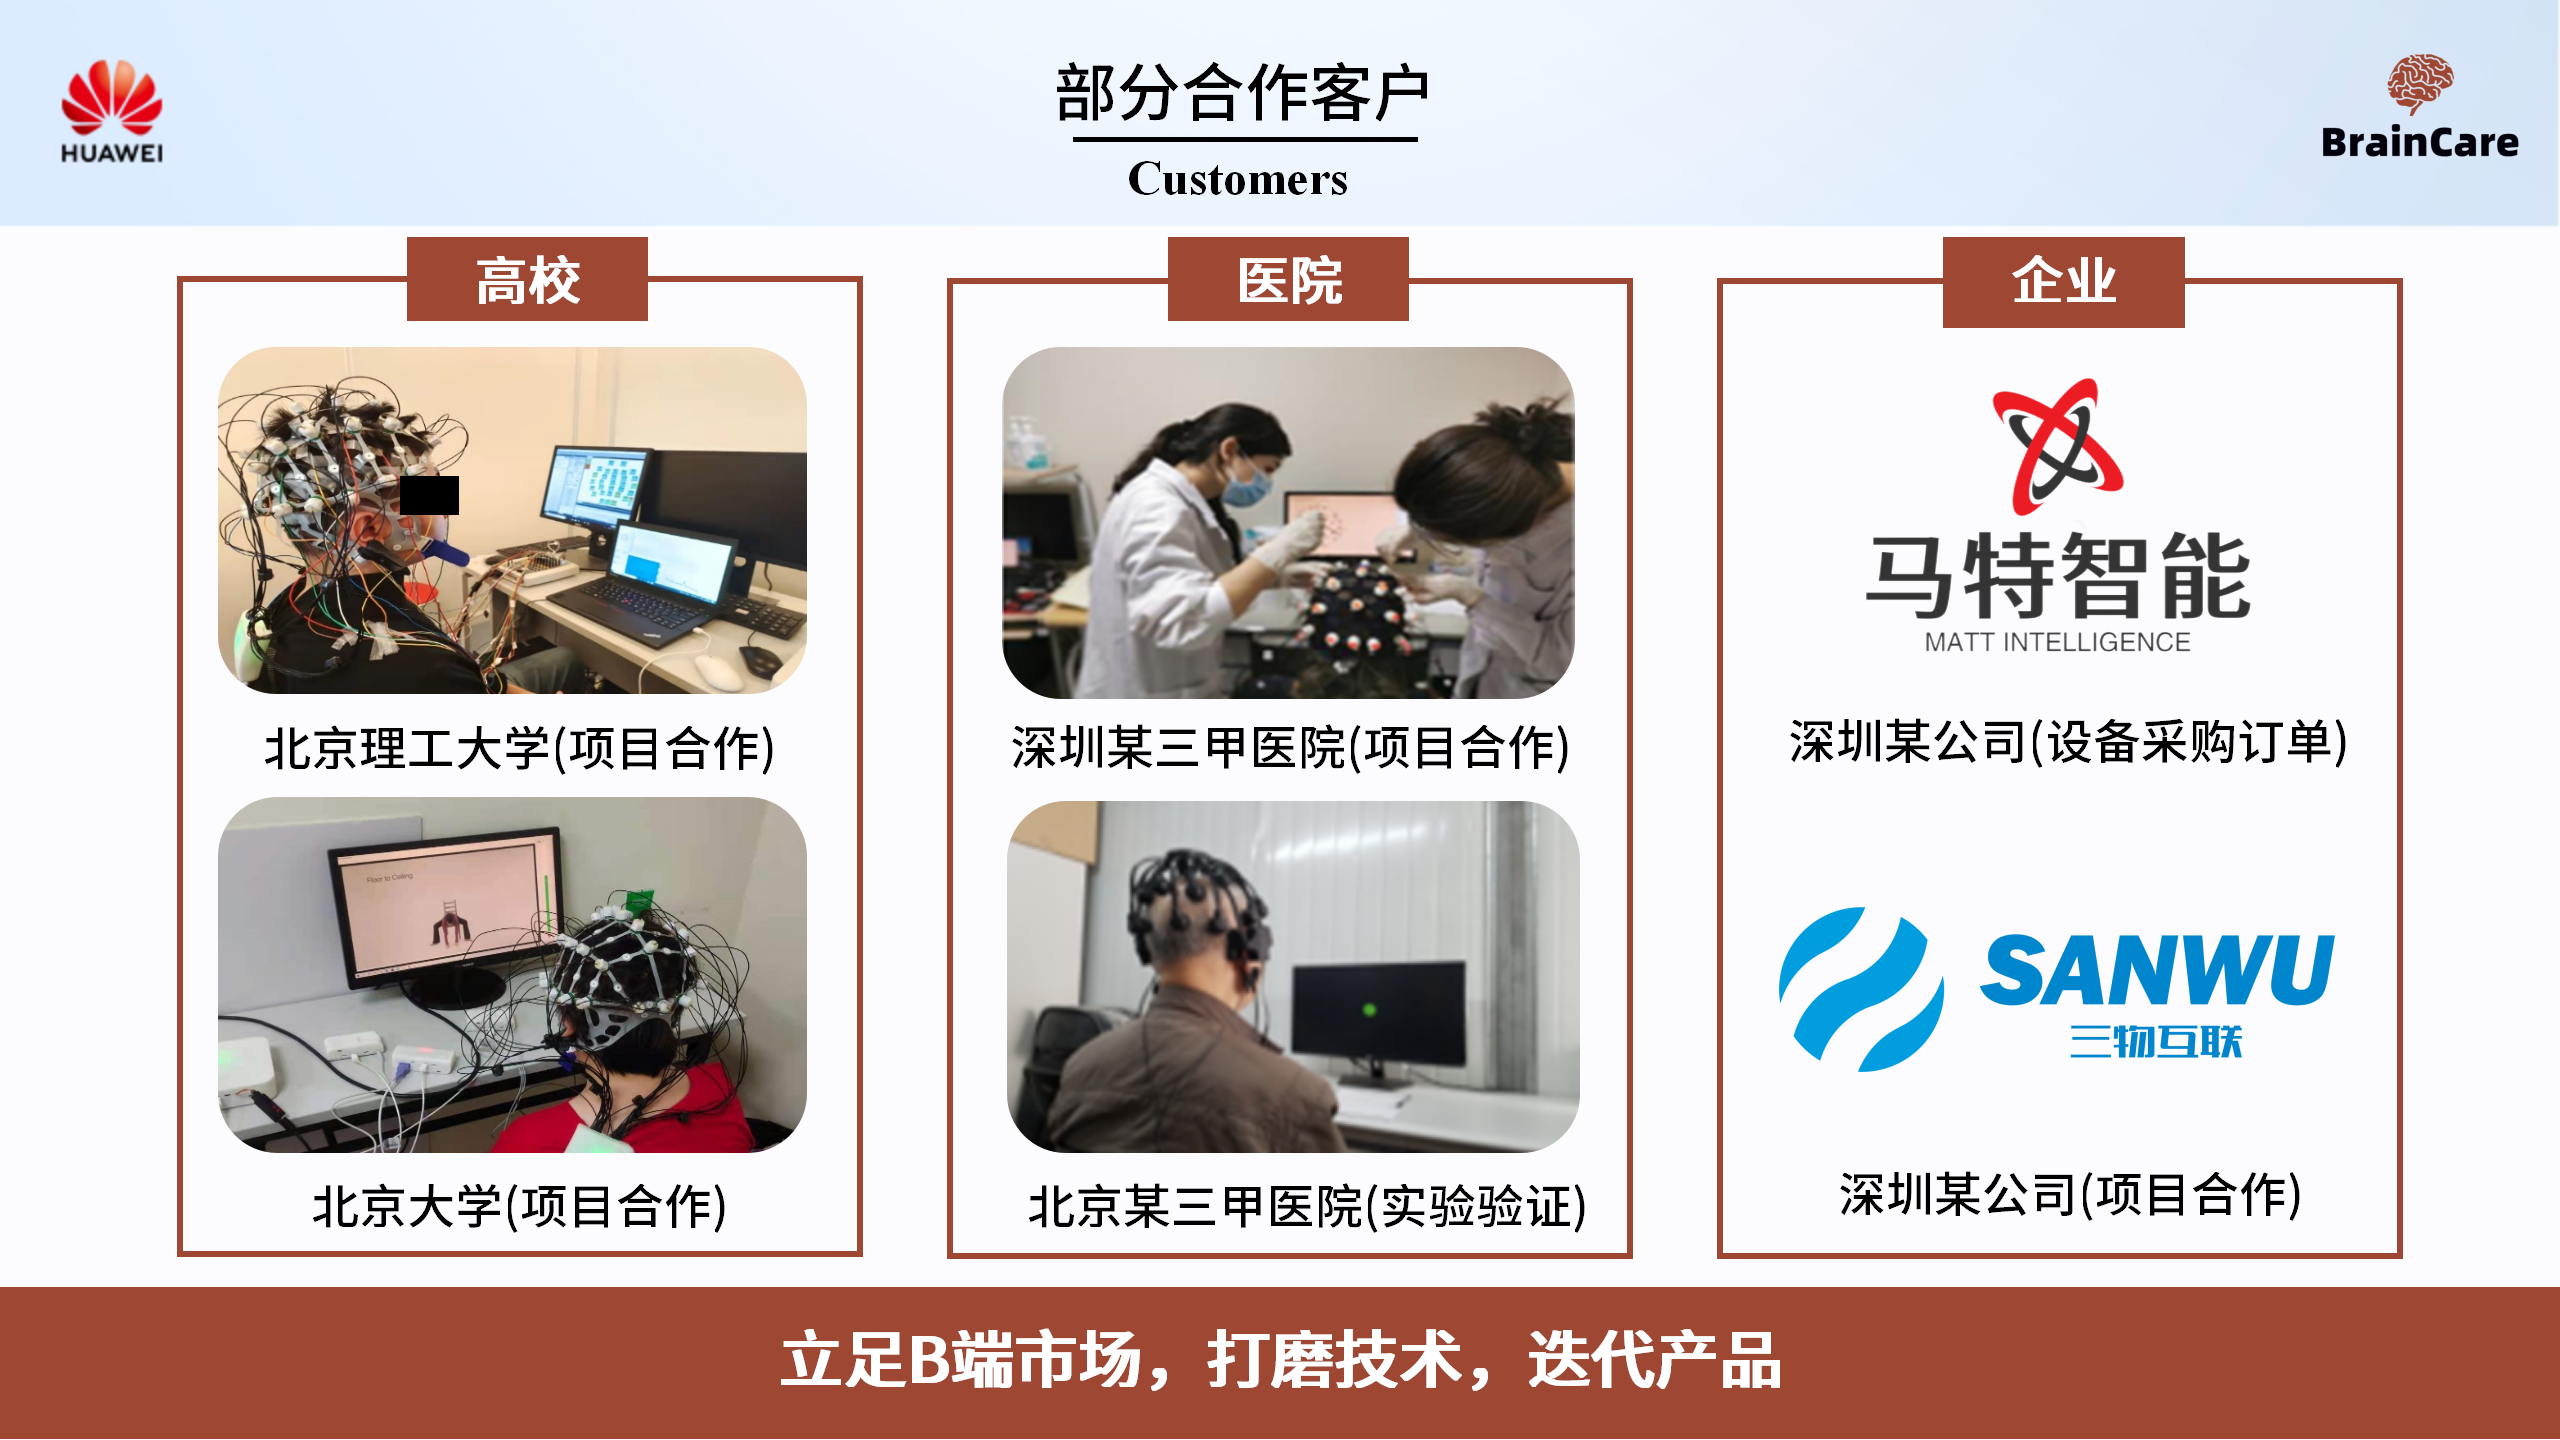 部分合作客户
Customers
HUAWEI
BrainCare
高校
北京理工大学(项目合作)
Floor to Ceiling
北京大学(项目合作)
医院
深圳某三甲医院(项目合作)
北京某三甲医院(实验验证)
企业
马特智能
MATT INTELLIGENCE
深圳某公司(设备采购订单)
SANWU
三物互联
深圳某公司(项目合作)
立足B端市场，打磨技术，迭代产品